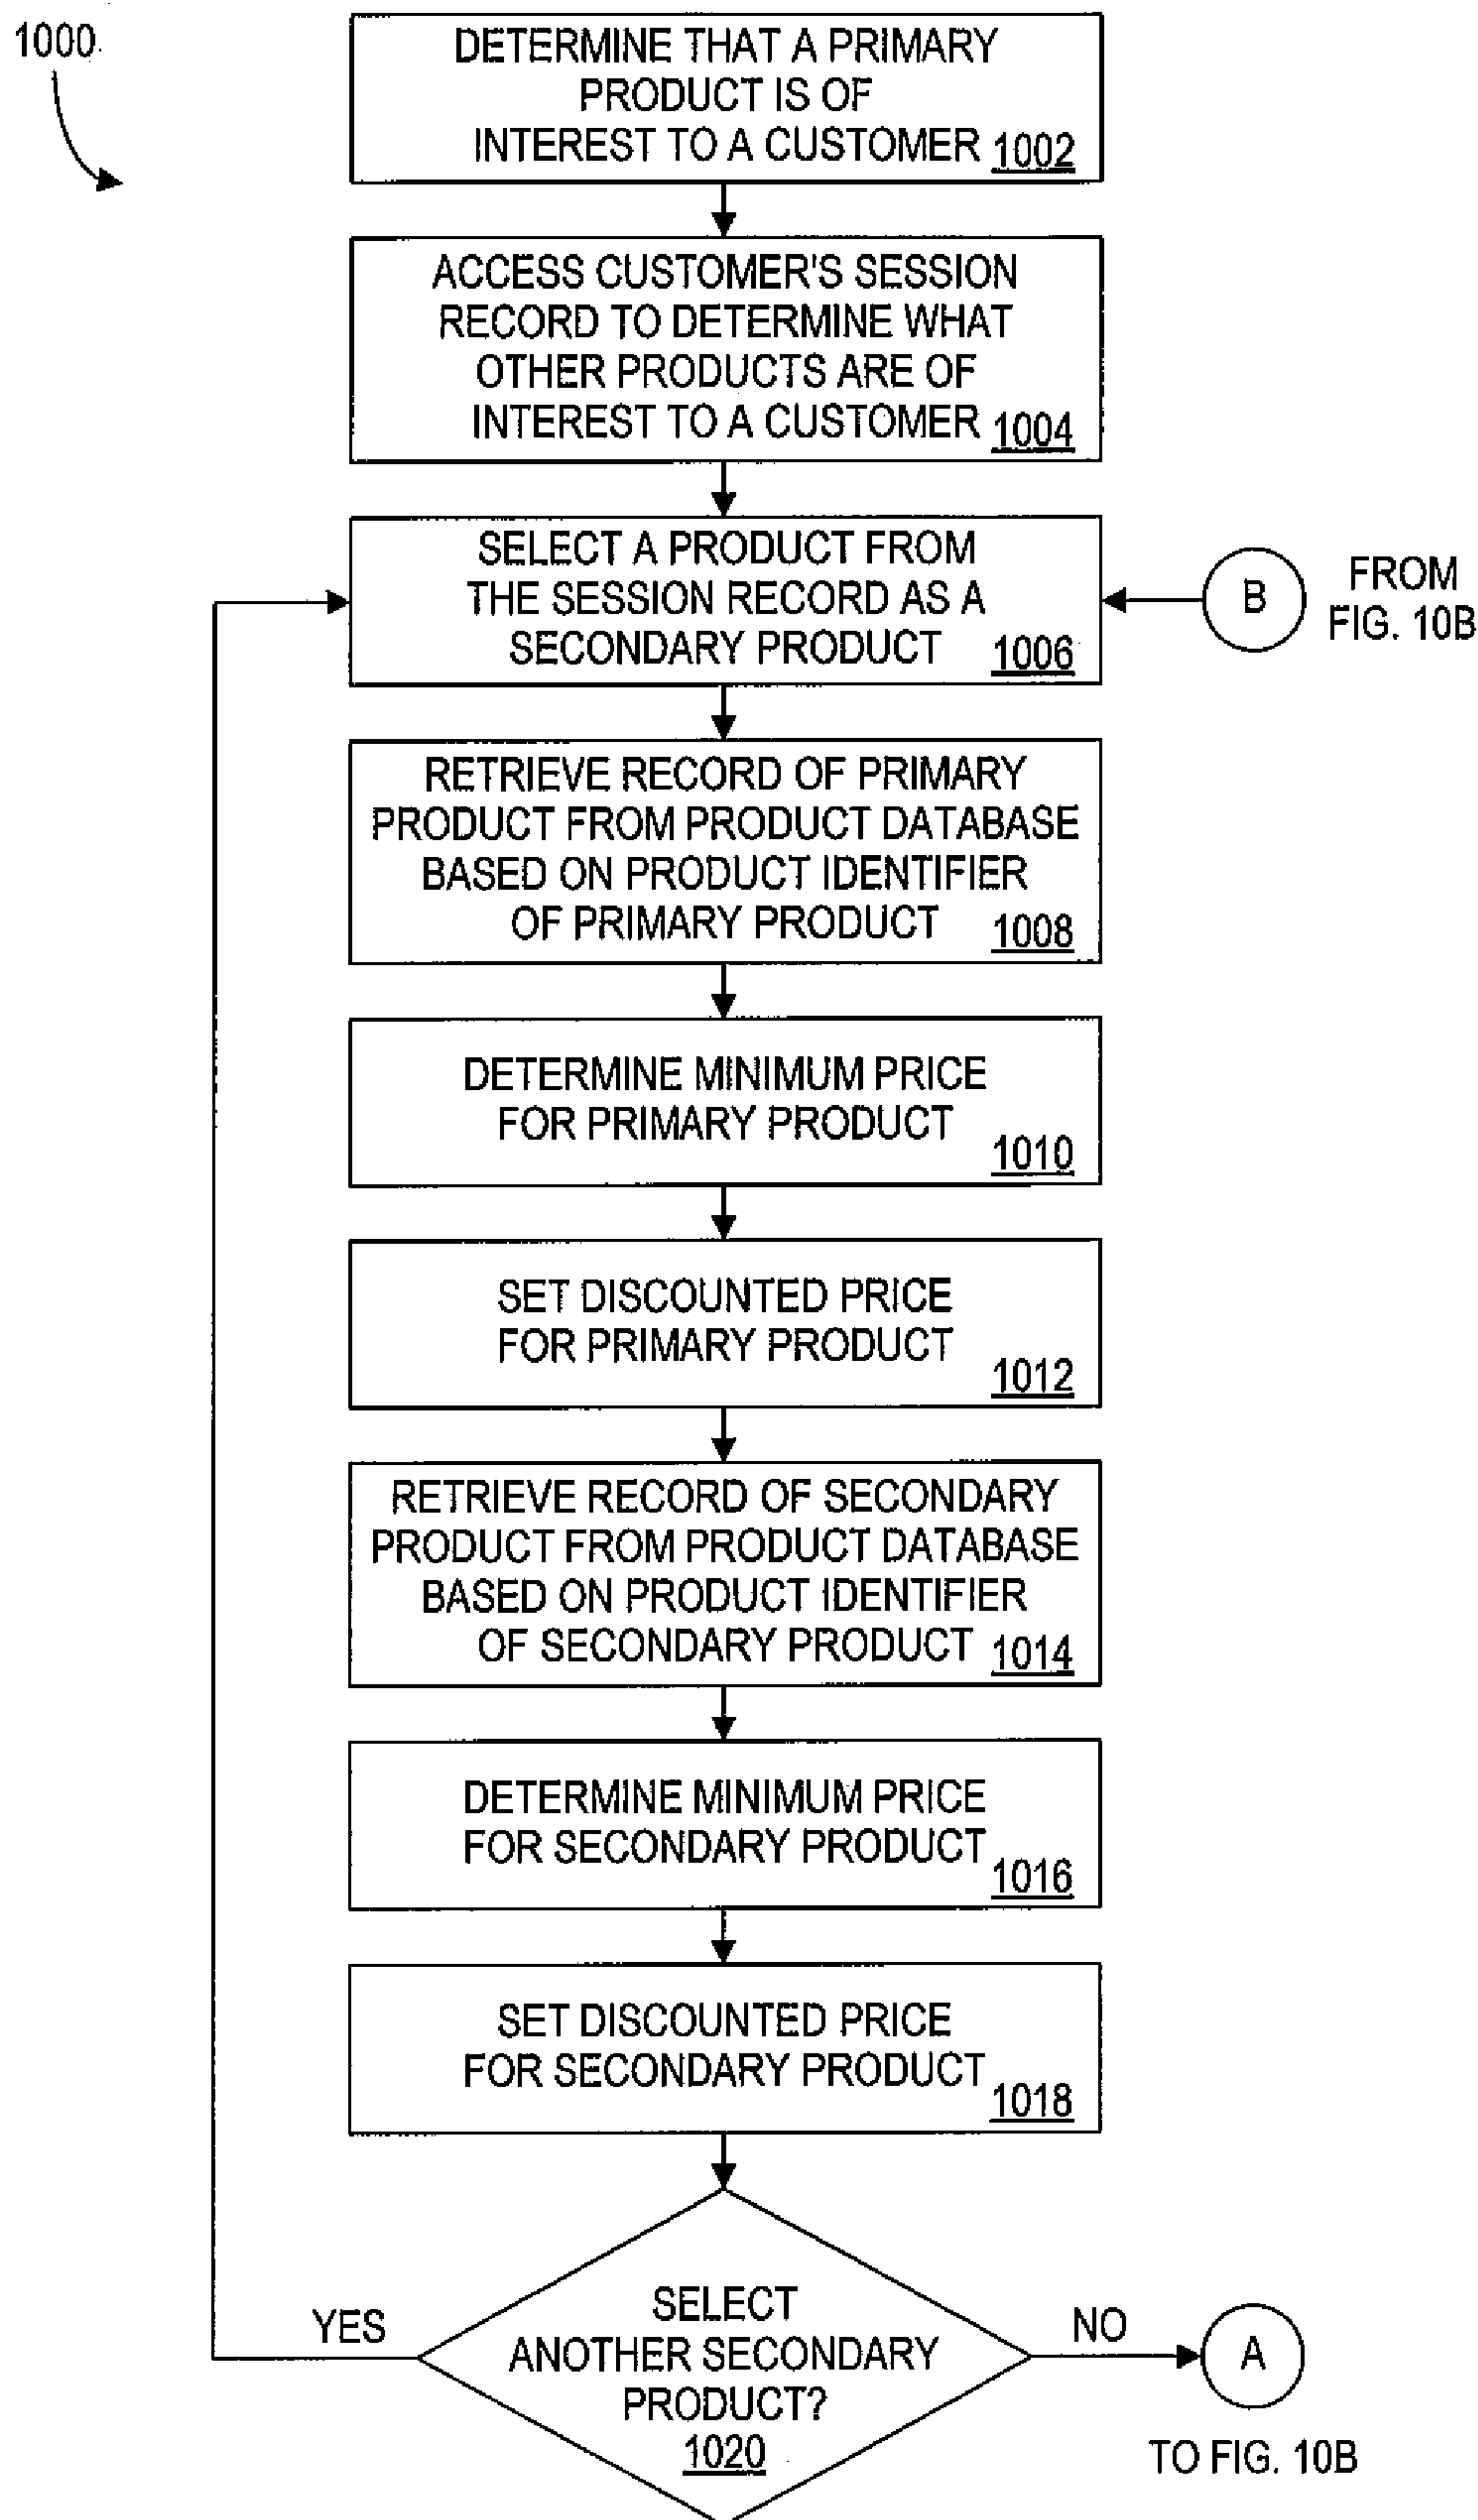 1000
DETERMINE THAT A PRIMARY
PRODUCT IS OF
INTEREST TO A CUSTOMER 1002
ACCESS CUSTOMER'S SESSION
RECORD TO DETERMINE WHAT
OTHER PRODUCTS ARE OF
INTEREST TO A CUSTOMER 1004
SELECT A PRODUCT FROM
THE SESSION RECORD AS A
SECONDARY PRODUCT 1006
B
FROM
FIG. 10B
RETRIEVE RECORD OF PRIMARY
PRODUCT FROM PRODUCT DATABASE
BASED ON PRODUCT IDENTIFIER
OF PRIMARY PRODUCT 1008
DETERMINE MINIMUM PRICE
FOR PRIMARY PRODUCT
1010
SET DISCOUNTED PRICE
FOR PRIMARY PRODUCT
1012
RETRIEVE RECORD OF SECONDARY
PRODUCT FROM PRODUCT DATABASE
BASED ON PRODUCT IDENTIFIER
OF SECONDARY PRODUCT 1014
DETERMINE MINIMUM PRICE
FOR SECONDARY PRODUCT
1016
SET DISCOUNTED PRICE
FOR SECONDARY PRODUCT
1018
SELECT
ANOTHER SECONDARY
PRODUCT?
1020
YES
NO
A
TO FIG. 10B